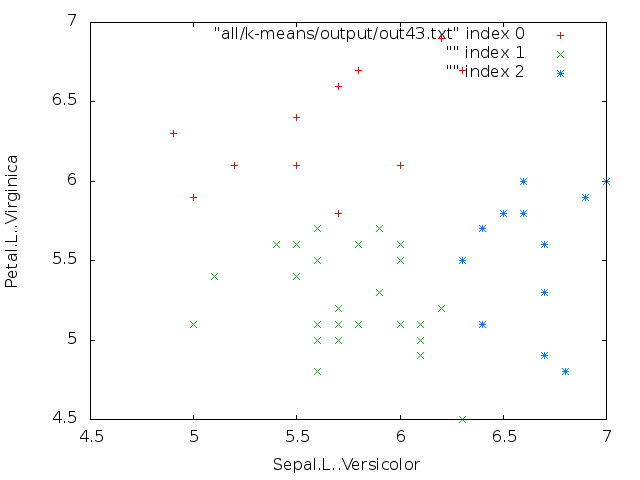 7
"all/k-means/output/out43.txt" index 0
"" index 1
"" index 2
6.5
6
5.5
5
4.5
Petal.L..Virginica
4.5 5 5.5 6 6.5 7
Sepal.L..Versicolor